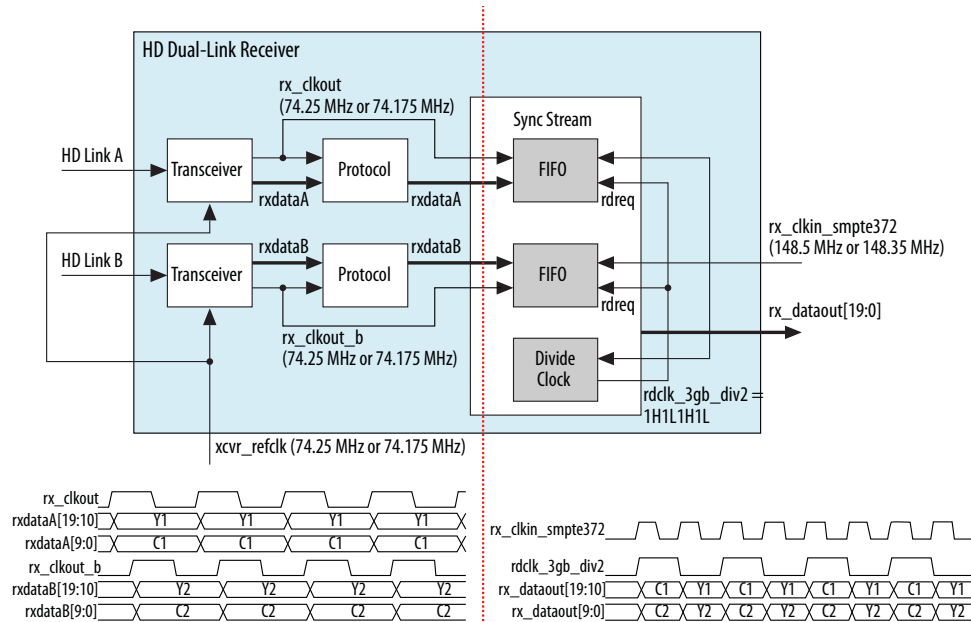 HD Dual-Link Receiver
rx_clkout
(74.25 MHz or 74.175 MHz)
Sync Stream
HD Link A
Transceiver
Protocol
FIFO
rxdataA
rxdataA
rdreq
rx_clkin_smpte372
(148.5 MHz or 148.35 MHz)
HD Link B
rxdataB
rxdataB
Transceiver
Protocol
FIFO
rdreq
rx_dataout[19:0]
rx_clkout_b
(74.25 MHz or 74.175 MHz)
Divide
Clock
rdclk_3gb_div2 =
1H1L1H1L
xcvr_refclk (74.25 MHz or 74.175 MHz)
rx_clkout
rxdataA[19:10] Y1 Y1 Y1 Y1
rxdataA[9:0] C1 C1 C1 C1
rx_clkout_b
rxdataB[19:10] Y2 Y2 Y2 Y2
rxdataB[9:0] C2 C2 C2 C2
rx_clkin_smpte372
rdclk_3gb_div2
rx_dataout[19:10] C1 Y1 C1 Y1 C1 Y1 C1 Y1
rx_dataout[9:0] C2 Y2 C2 Y2 C2 Y2 C2 Y2